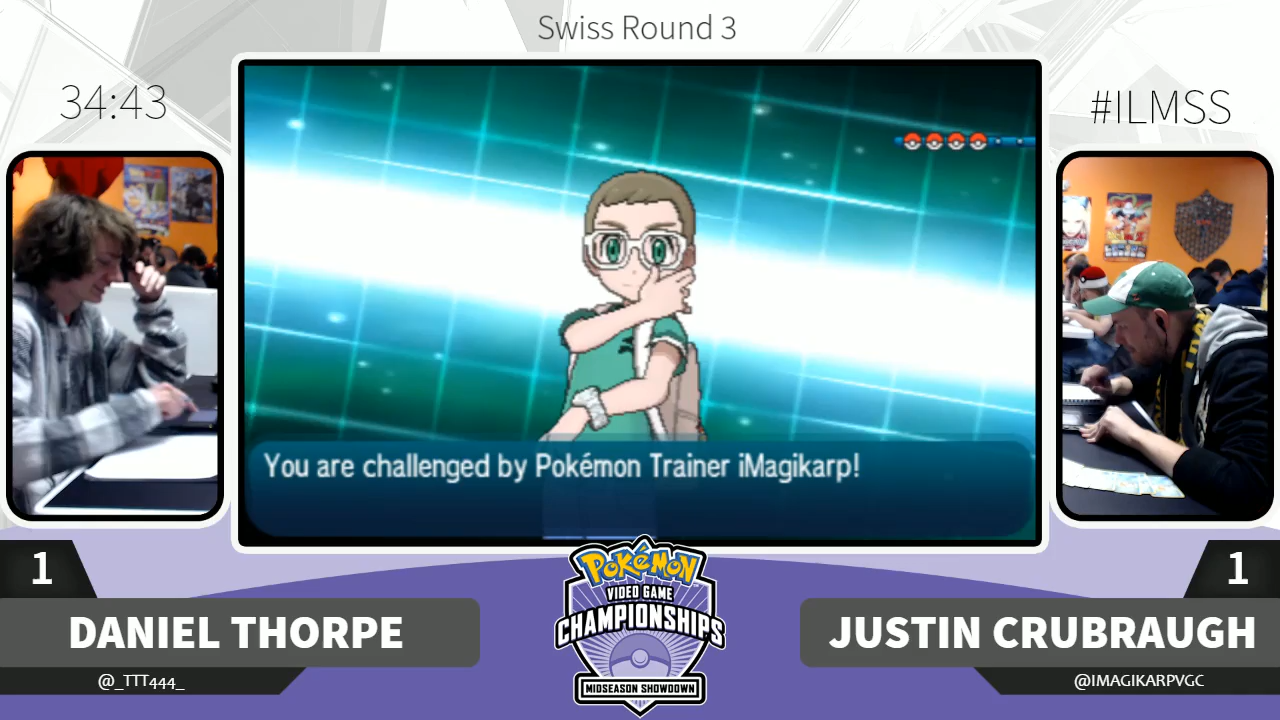 Swiss Round 3
34:43
#ILMSS
You are challenged by Pokémon Trainer iMagikarp!
1
1
DANIEL THORPE
JUSTIN CRUBRAUGH
@_TTT444_
@IMAGIKARPVGC
POKÉMON
VIDEO GAME
CHAMPIONSHIPS
MIDSEASON SHOWDOWN